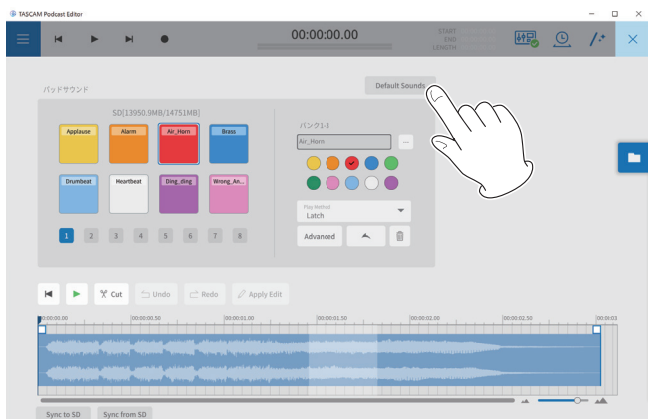 TASCAM Podcast Editor
00:00:00.00
START
END
LENGTH
パッドサウンド
Default Sounds
SD[13950.9MB/14751MB]
Applause
Alarm
Air_Horn
Brass
Drumbeat
Heartbeat
Ding_ding
Wrong_An...
1 2 3 4 5 6 7 8
バンク1-1
Air_Horn
...
Play Method
Latch
Advanced
Cut
Undo
Redo
Apply Edit
00:00:00.00
00:00:00.50
00:00:01.00
00:00:01.50
00:00:02.00
00:00:02.50
00:00:03
Sync to SD
Sync from SD